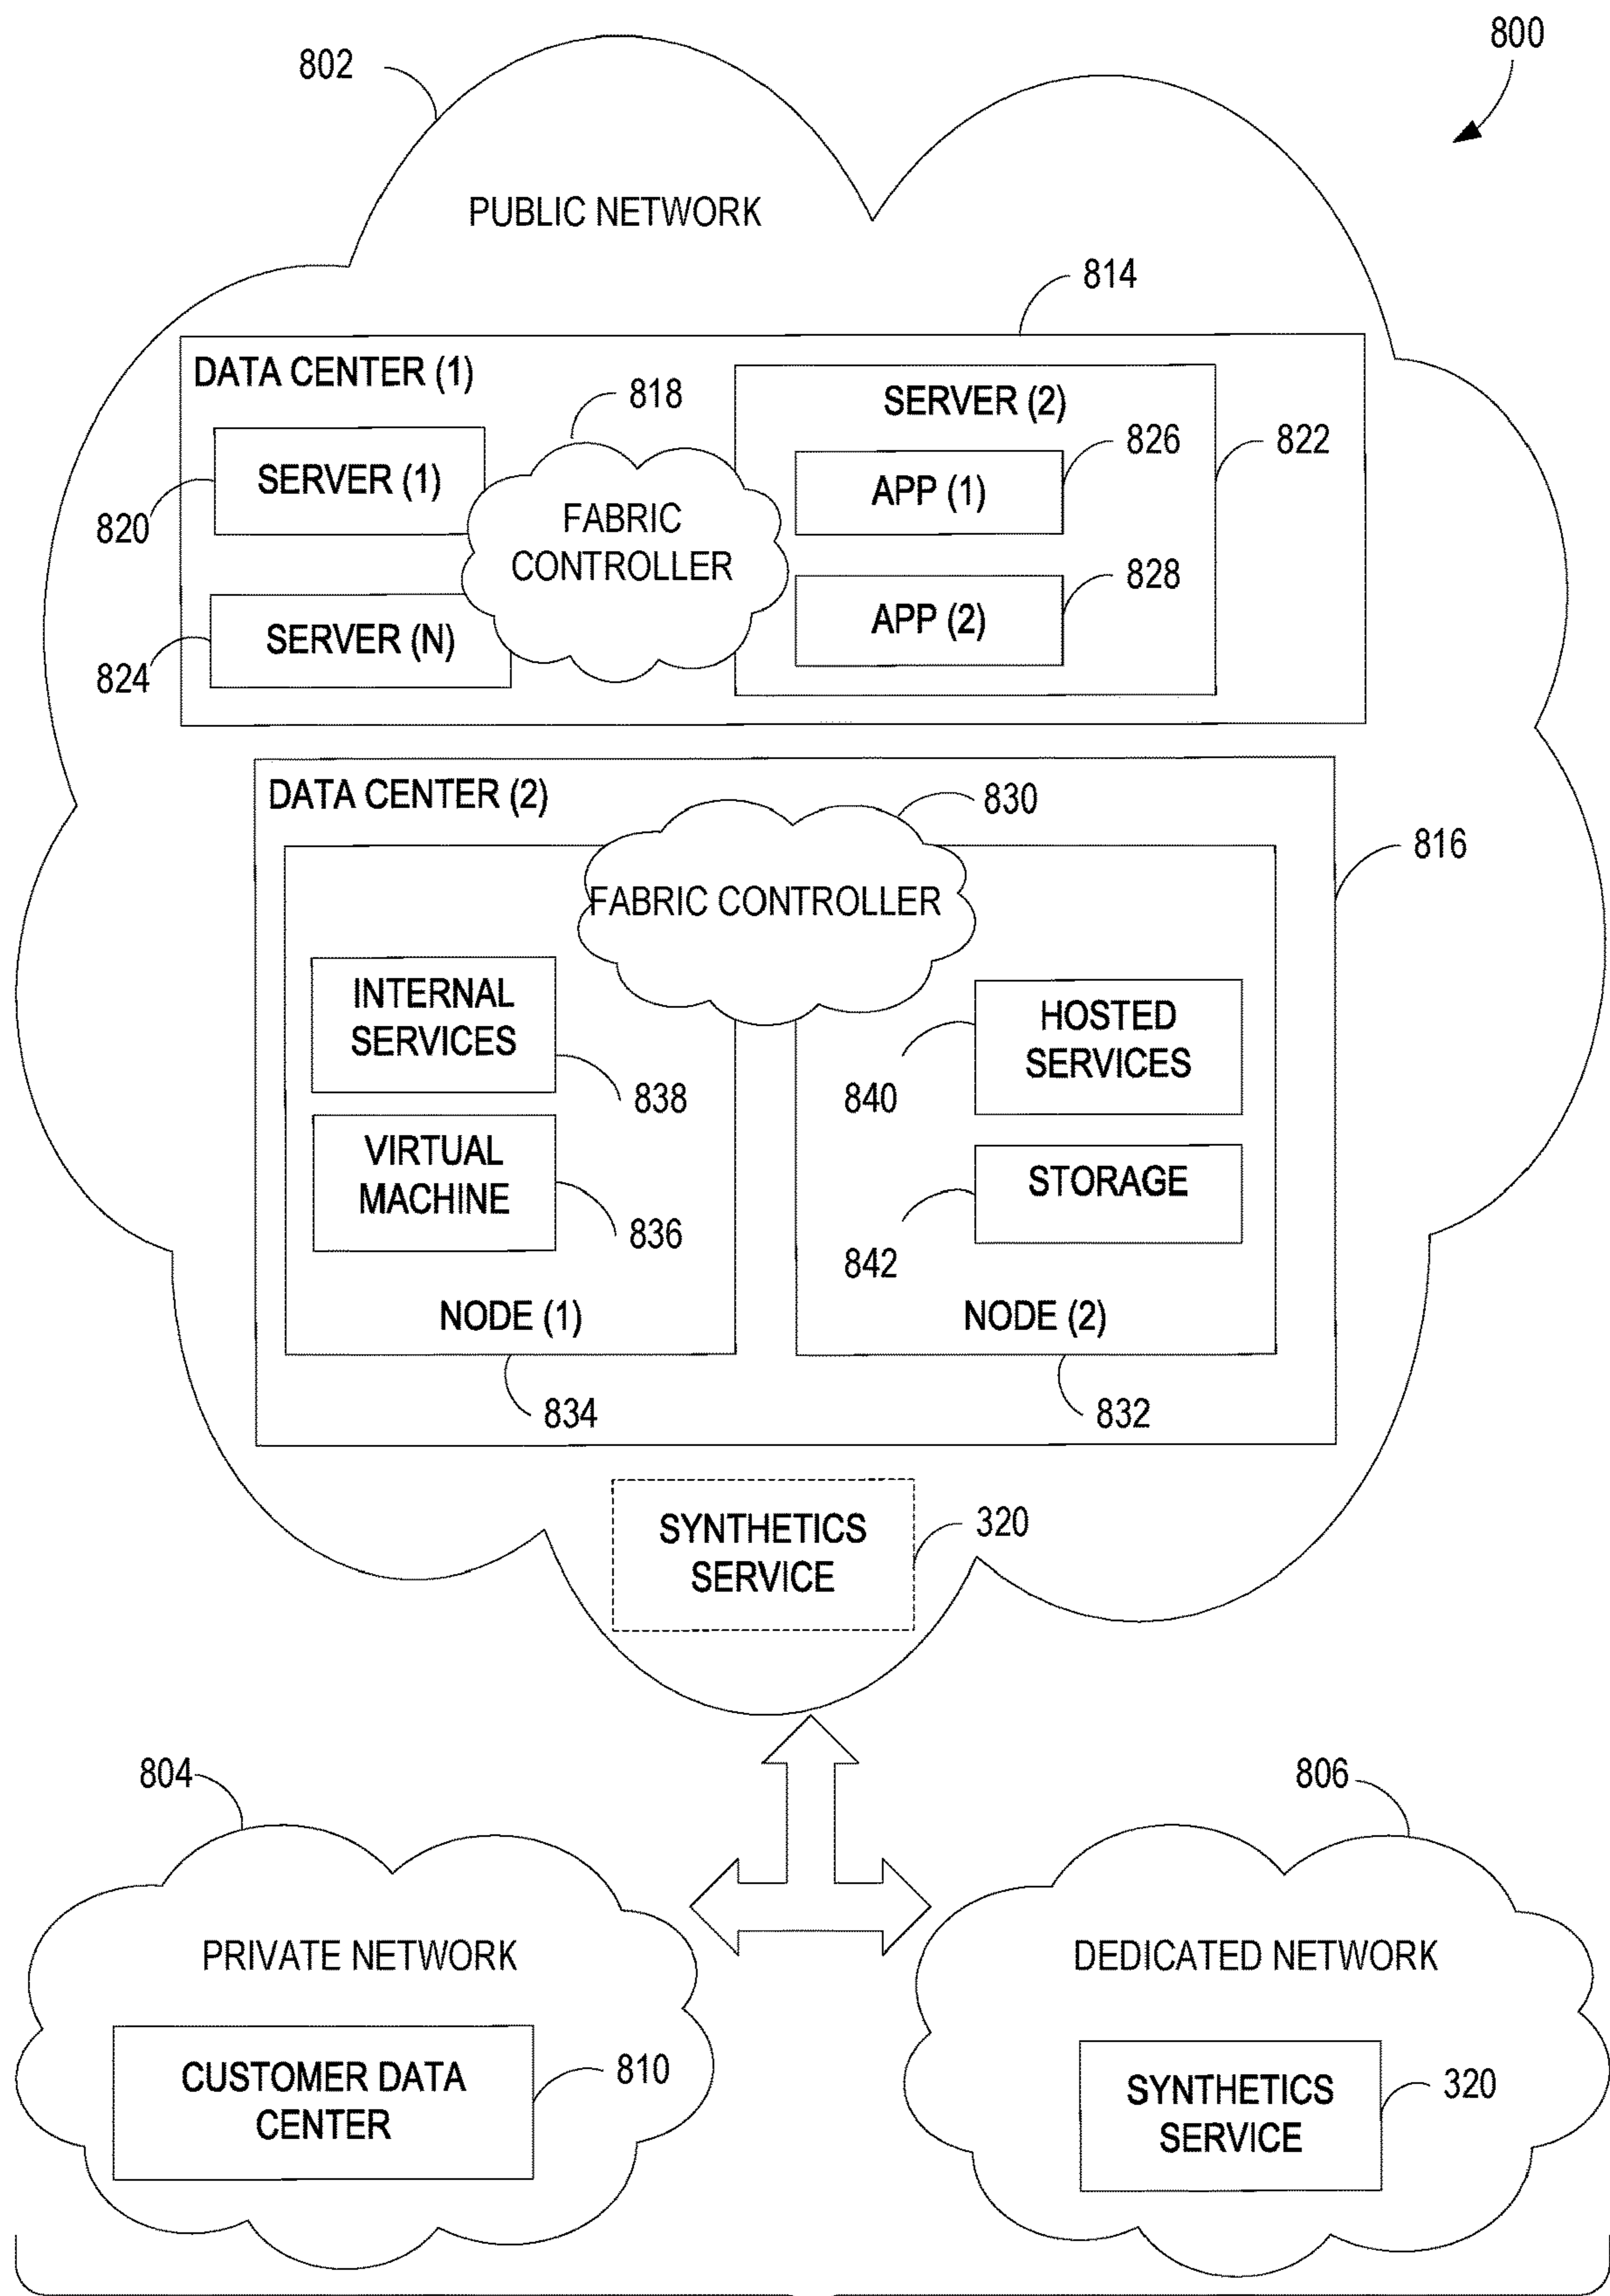 800
802
PUBLIC NETWORK
814
DATA CENTER (1)
818
SERVER (2)
826
822
SERVER (1)
APP (1)
820
FABRIC
CONTROLLER
828
APP (2)
SERVER (N)
824
DATA CENTER (2)
830
816
FABRIC CONTROLLER
INTERNAL
SERVICES
838
HOSTED
SERVICES
840
VIRTUAL
MACHINE
836
STORAGE
842
NODE (1)
NODE (2)
834
832
SYNTHETICS
SERVICE
320
804
806
PRIVATE NETWORK
DEDICATED NETWORK
CUSTOMER DATA
CENTER
810
SYNTHETICS
SERVICE
320